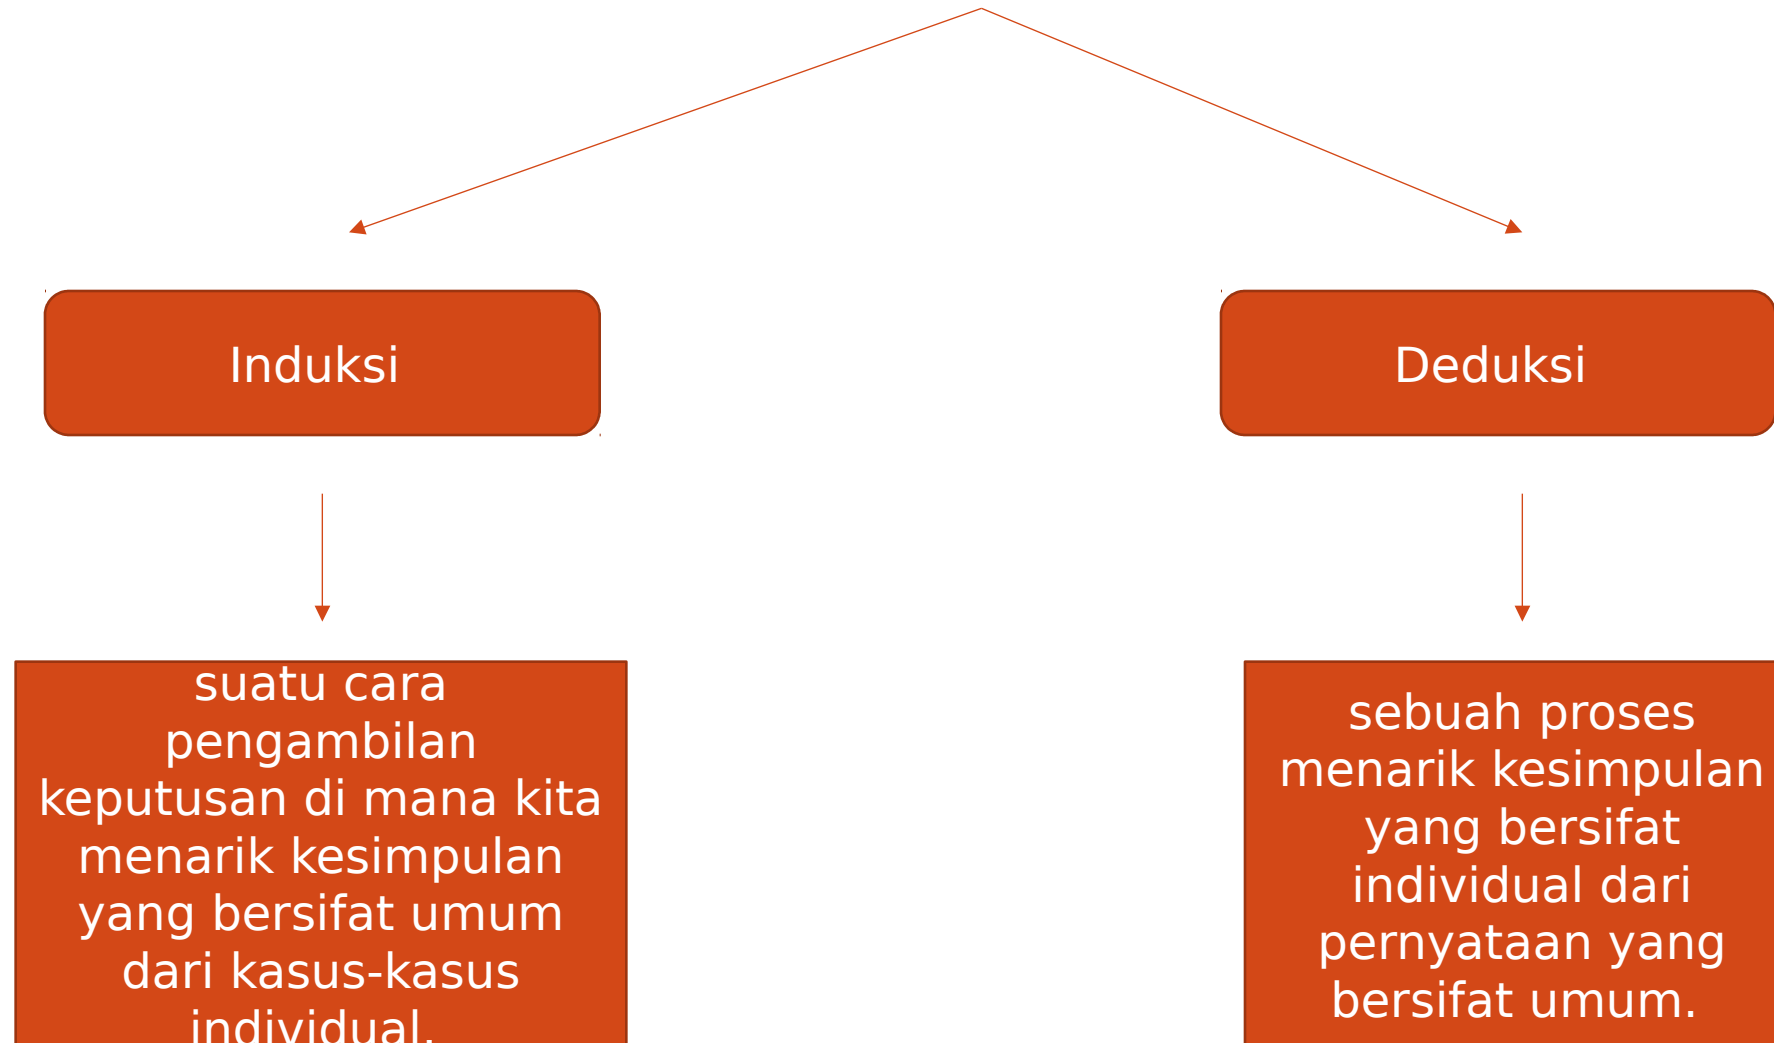 Induksi
Deduksi
suatu cara
pengambilan
keputusan di mana kita
menarik kesimpulan
yang bersifat umum
dari kasus-kasus
individual.
sebuah proses
menarik kesimpulan
yang bersifat
individual dari
pernyataan yang
bersifat umum.